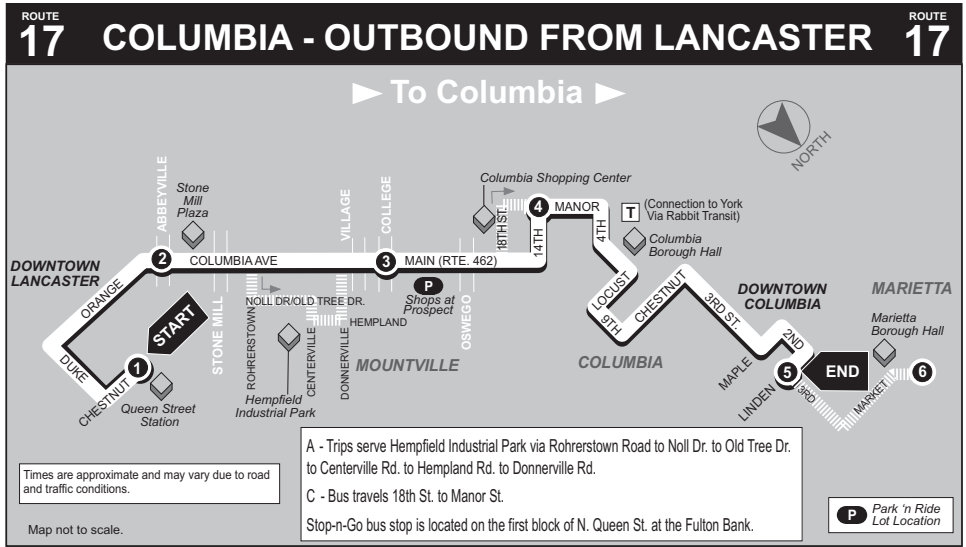 ROUTE
17
COLUMBIA - OUTBOUND FROM LANCASTER
ROUTE
17
To Columbia
NORTH
ABBEYVILLE
Stone
Mill
Plaza
VILLAGE
COLLEGE
Columbia Shopping Center
18TH ST.
4
MANOR
14TH
4TH
T
(Connection to York
Via Rabbit Transit)
Columbia
Borough Hall
2
COLUMBIA AVE
3
MAIN (RTE. 462)
DOWNTOWN
LANCASTER
ORANGE
START
DUKE
1
CHESTNUT
Queen Street
Station
STONE MILL
ROHRERSTOWN
NOLL DR/OLD TREE DR.
HEMPLAND
CENTERVILLE
DONNERVILLE
Hempfield
Industrial Park
P
Shops at
Prospect
OSWEGO
MOUNTVILLE
LOCUST
9TH
CHESTNUT
COLUMBIA
3RD ST.
DOWNTOWN
COLUMBIA
2ND
MAPLE
LINDEN
5
END
3RD
MARKET
MARIETTA
Marietta
Borough Hall
6
A - Trips serve Hempfield Industrial Park via Rohrerstown Road to Noll Dr. to Old Tree Dr.
to Centerville Rd. to Hempland Rd. to Donnerville Rd.
C - Bus travels 18th St. to Manor St.
Stop-n-Go bus stop is located on the first block of N. Queen St. at the Fulton Bank.
Times are approximate and may vary due to road
and traffic conditions.
Map not to scale.
P
Park 'n Ride
Lot Location